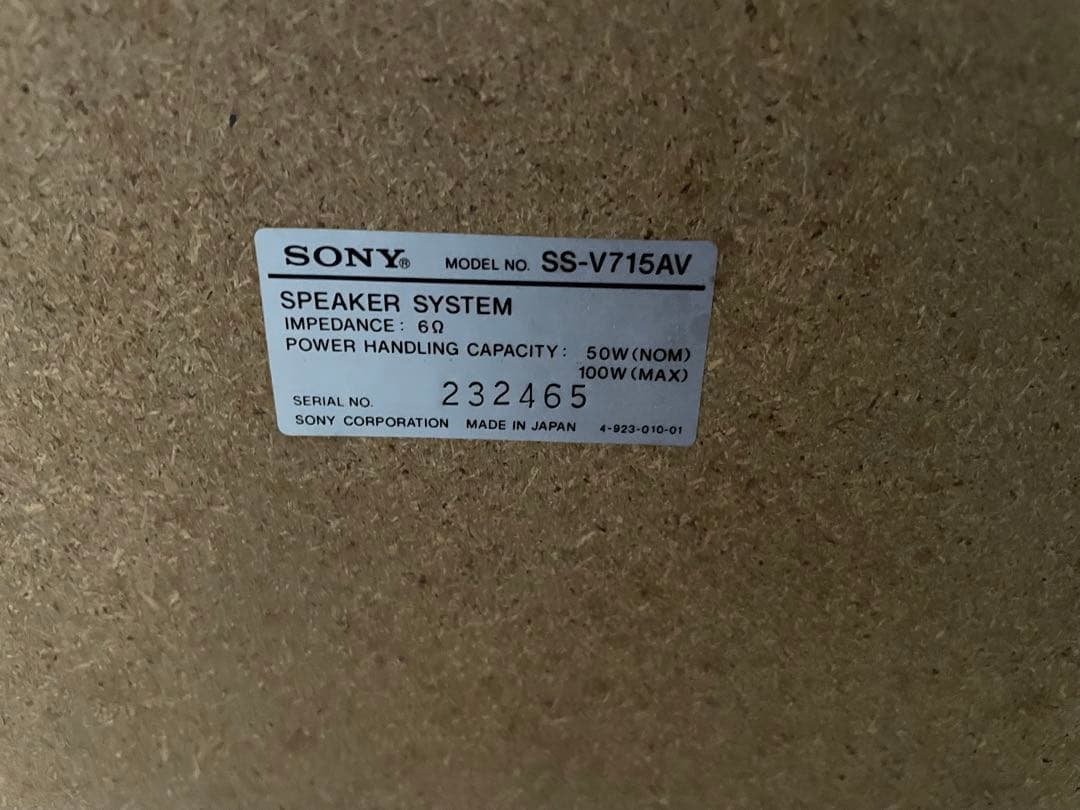 SONY® MODEL NO. SS-V715AV
SPEAKER SYSTEM
IMPEDANCE: 6Ω
POWER HANDLING CAPACITY: 50W(NOM)
100W(MAX)
SERIAL NO. 232465
SONY CORPORATION MADE IN JAPAN 4-923-010-01